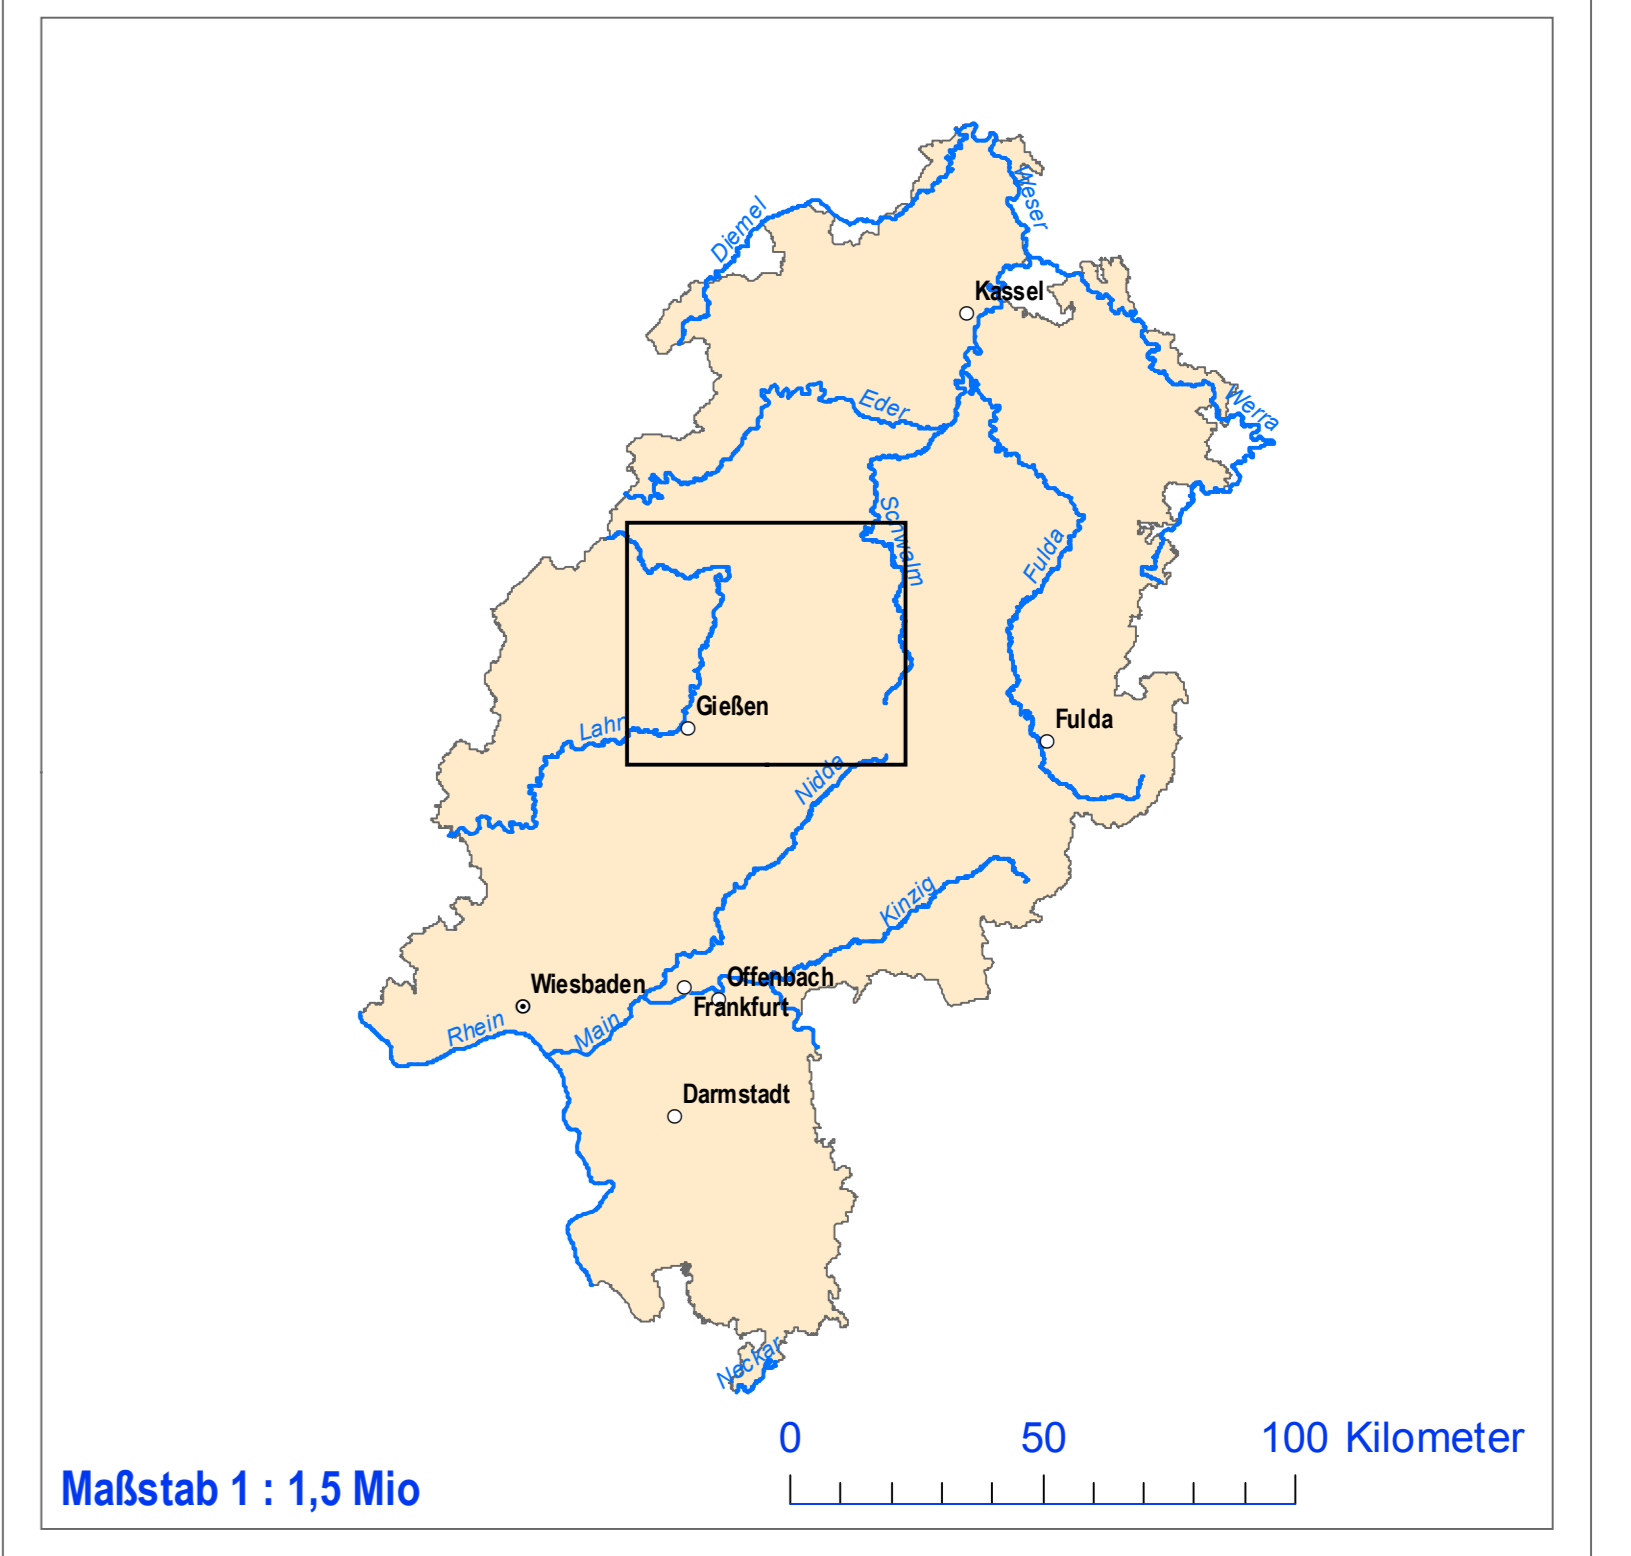 Weser
Diemel
Kassel
Eder
Werra
Schwalm
Fulda
Gießen
Fulda
Lahn
Nidda
Kinzig
Offenbach
Wiesbaden
Frankfurt
Rhein
Main
Darmstadt
Neckar
0 50 100 Kilometer
Maßstab 1 : 1,5 Mio